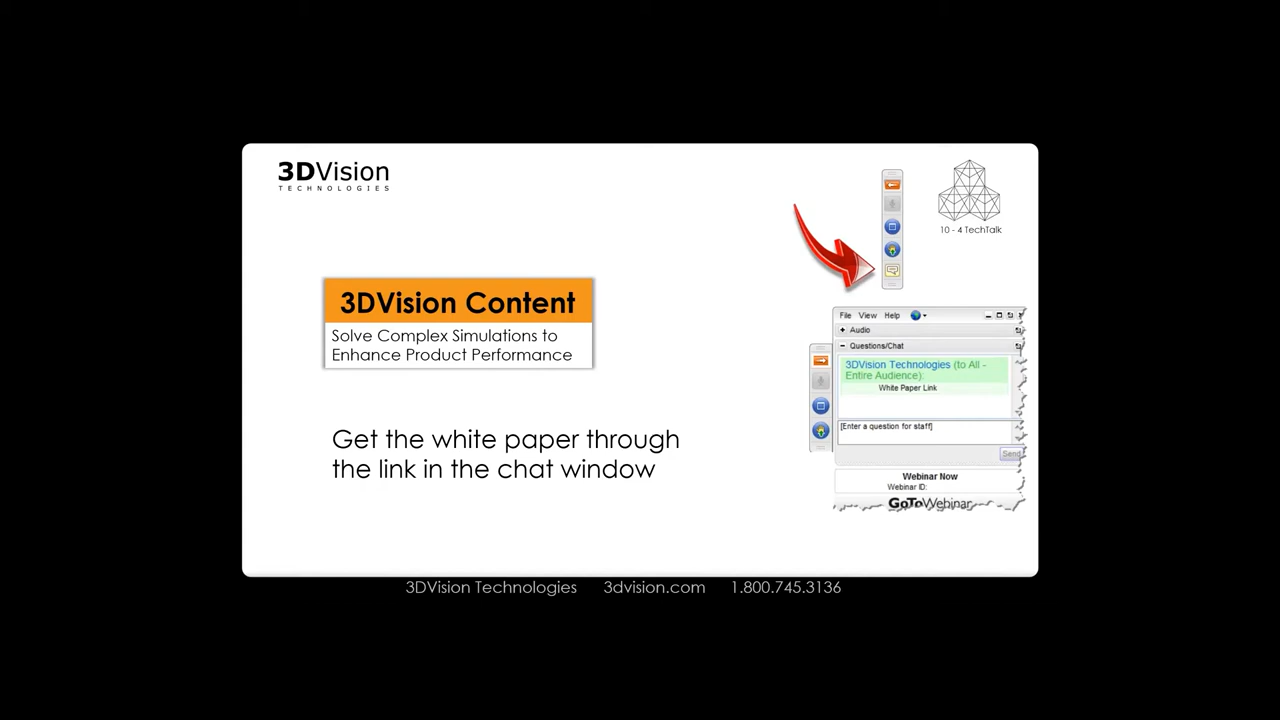 3DVision
TECHNOLOGIES
10 - 4 TechTalk
3DVision Content
Solve Complex Simulations to
Enhance Product Performance
Get the white paper through
the link in the chat window
File View Help
Audio
Questions/Chat
3DVision Technologies (to All -
Entire Audience):
White Paper Link
[Enter a question for staff]
Send
Webinar Now
Webinar ID:
GoToWebinar
3DVision Technologies 3dvision.com 1.800.745.3136